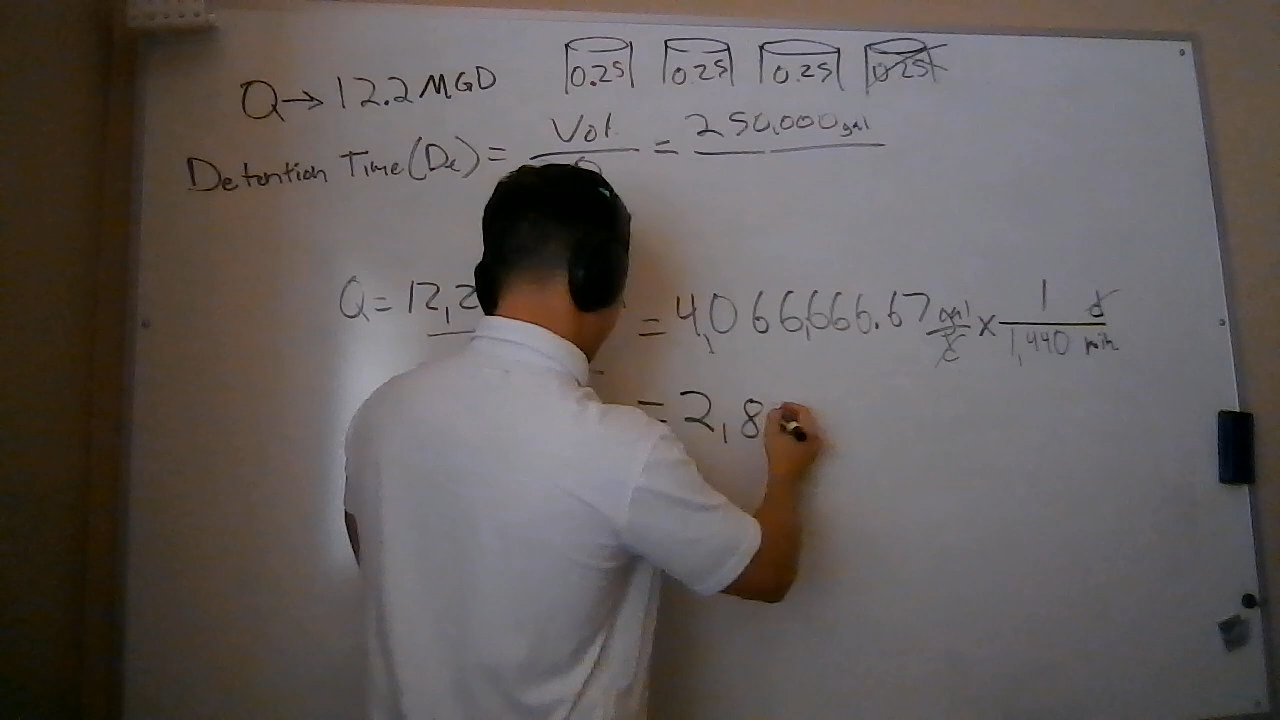 Q→12.2 MGD 0.25 0.25 0.25 0.25
Detention Time (Dt) = Vol. = 250,000 gal
Q = 12,2 = 4,066,666.67 gal/d × 1 d / 1,440 min
= 2,8